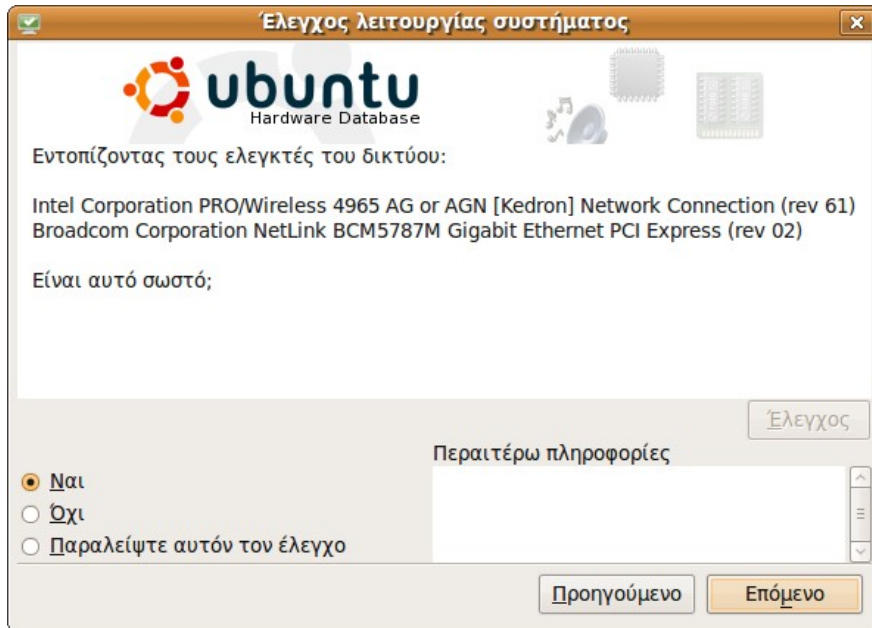 Έλεγχος λειτουργίας συστήματος
ubuntu
Hardware Database
Εντοπίζοντας τους ελεγκτές του δικτύου:
Intel Corporation PRO/Wireless 4965 AG or AGN [Kedron] Network Connection (rev 61)
Broadcom Corporation NetLink BCM5787M Gigabit Ethernet PCI Express (rev 02)
Είναι αυτό σωστό;
Έλεγχος
Περαιτέρω πληροφορίες
Ναι
Όχι
Παραλείψτε αυτόν τον έλεγχο
Προηγούμενο
Επόμενο